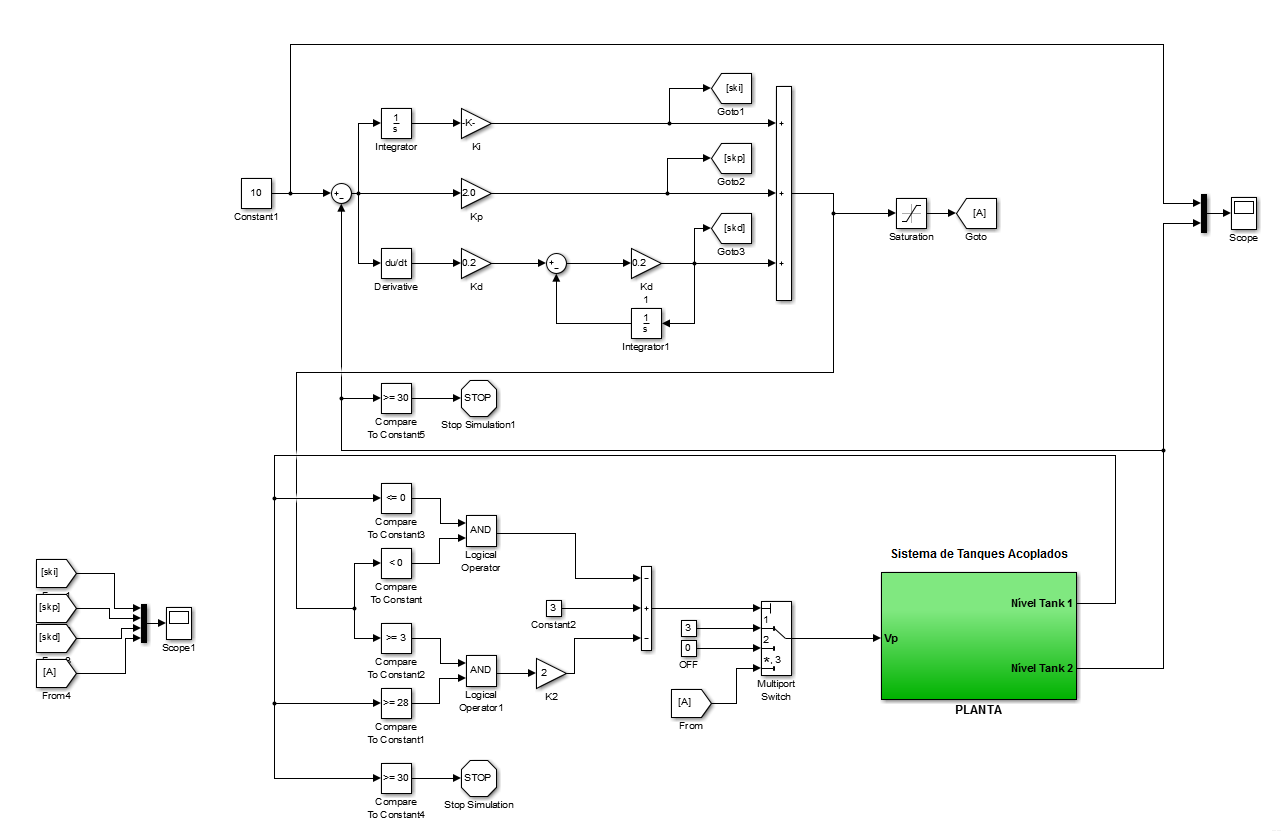 [ski]
Goto1
+
1
s
Integrator
-K-
Ki
[skp]
Goto2
10
Constant1
+
−
2.0
Kp
+
[skd]
Goto3
Saturation
[A]
Goto
Scope
du/dt
Derivative
0.2
Kd
+
−
0.2
Kd
1
+
1
s
Integrator1
>= 30
Compare
To Constant5
STOP
Stop Simulation1
<= 0
Compare
To Constant3
AND
Logical
Operator
< 0
Compare
To Constant
[ski]
[skp]
[skd]
[A]
From4
Scope1
3
Constant2
−
+
−
>= 3
Compare
To Constant2
AND
Logical
Operator1
2
K2
>= 28
Compare
To Constant1
3
0
OFF
1
2
*, 3
Multiport
Switch
[A]
From
Sistema de Tanques Acoplados
Vp
Nível Tank 1
Nível Tank 2
PLANTA
>= 30
Compare
To Constant4
STOP
Stop Simulation